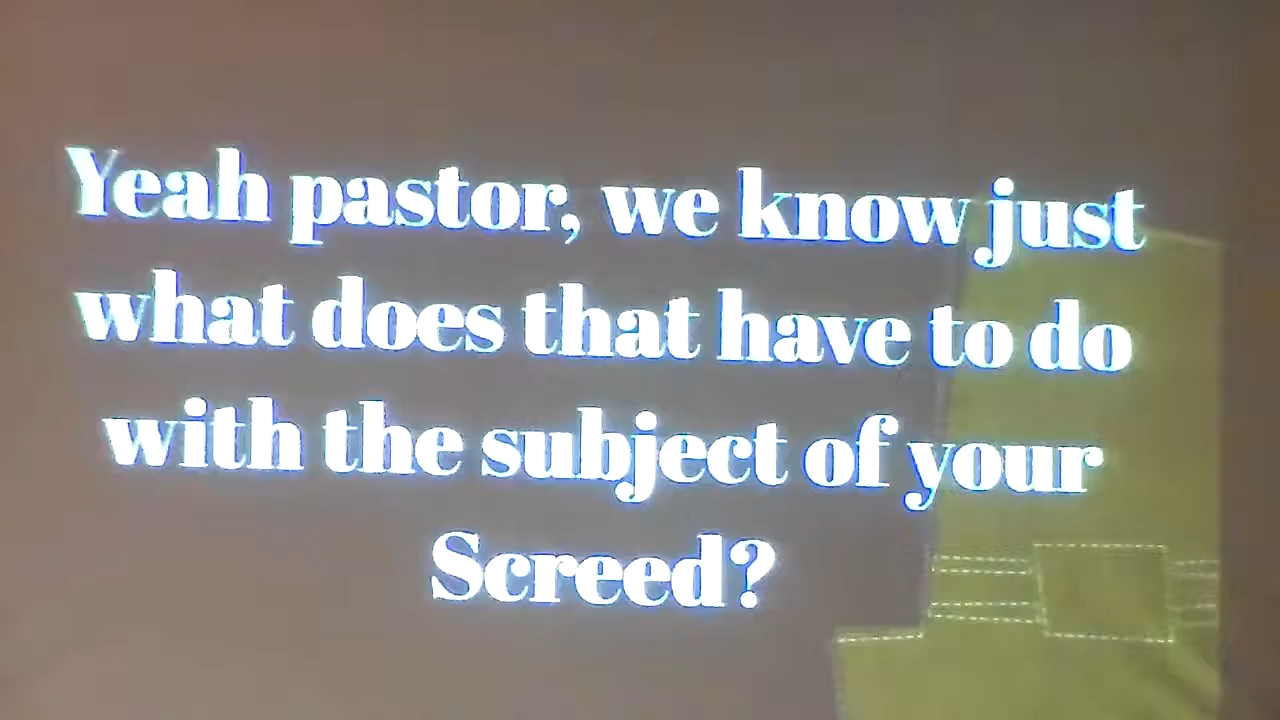 Yeah pastor, we know just
what does that have to do
with the subject of your
Screed?